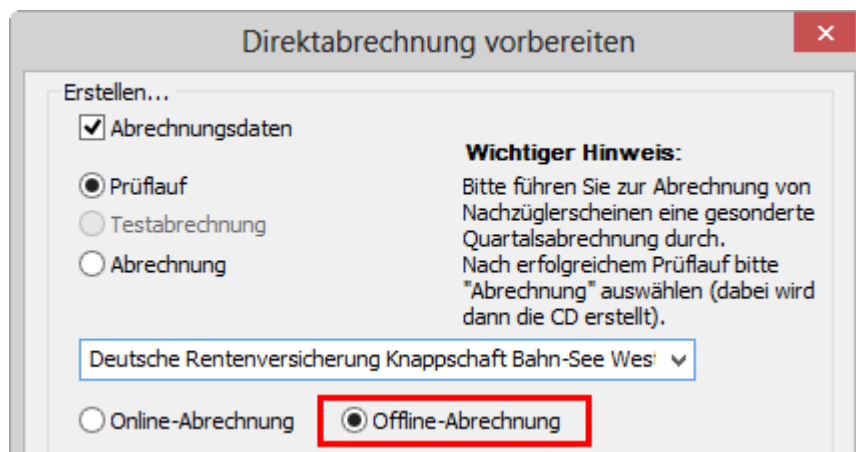 Direktabrechnung vorbereiten
Erstellen...
Abrechnungsdaten
Prüflauf
Testabrechnung
Abrechnung
Wichtiger Hinweis:
Bitte führen Sie zur Abrechnung von
Nachzüglerscheinen eine gesonderte
Quartalsabrechnung durch.
Nach erfolgreichem Prüflauf bitte
"Abrechnung" auswählen (dabei wird
dann die CD erstellt).
Deutsche Rentenversicherung Knappschaft Bahn-See West
Online-Abrechnung
Offline-Abrechnung